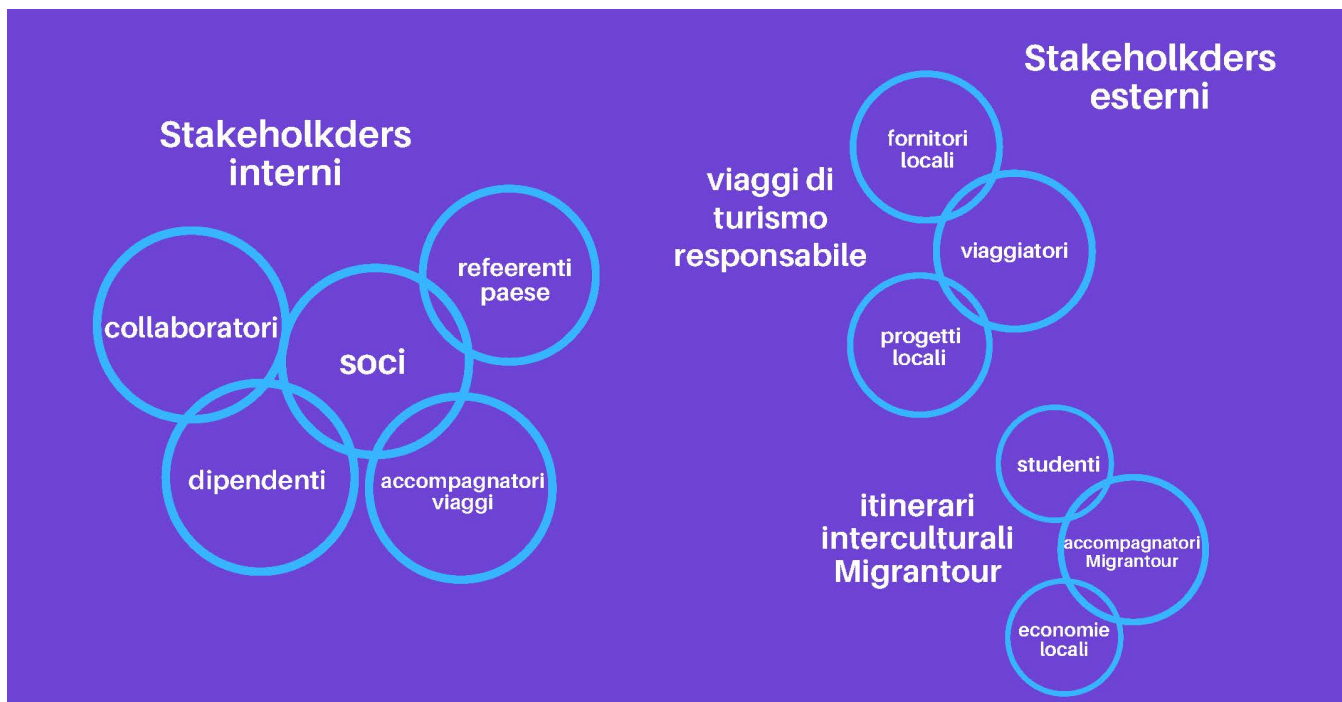 Stakeholkders
interni
collaboratori
soci
refeerenti
paese
dipendenti
accompagnatori
viaggi
Stakeholkders
esterni
viaggi di
turismo
responsabile
fornitori
locali
viaggiatori
progetti
locali
itinerari
interculturali
Migrantour
studenti
accompagnatori
Migrantour
economie
locali